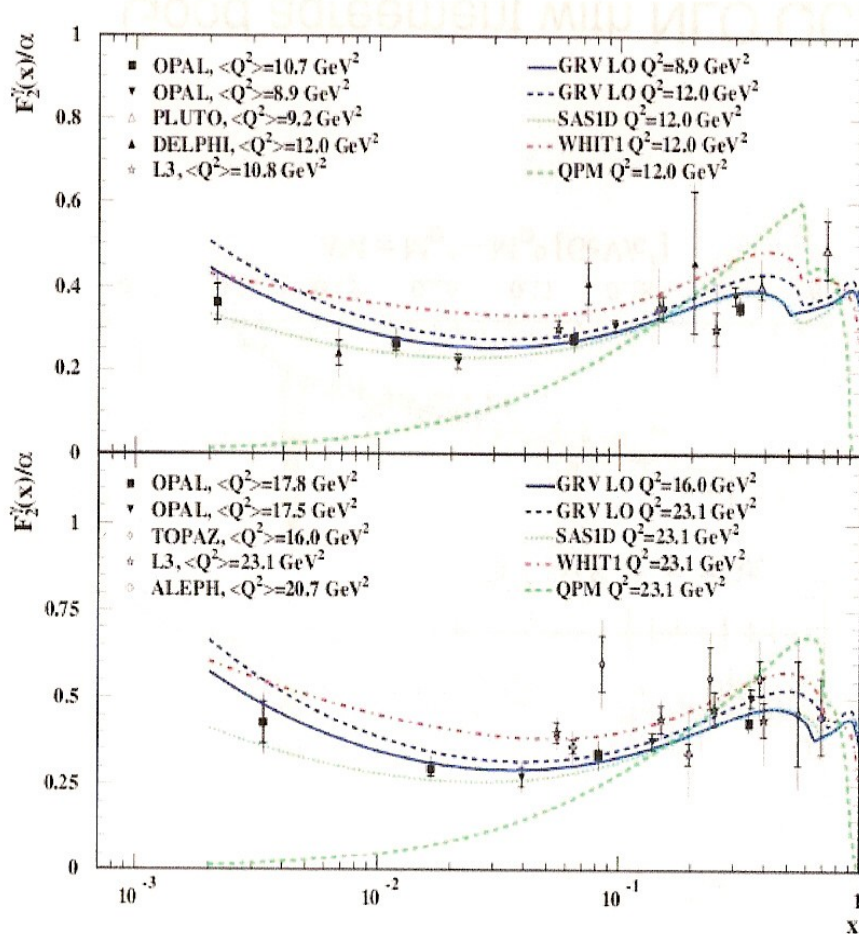 F₂^γ(x)/α
1
0.8
0.6
0.4
0.2
0
OPAL, <Q²>=10.7 GeV²
OPAL, <Q²>=8.9 GeV²
PLUTO, <Q²>=9.2 GeV²
DELPHI, <Q²>=12.0 GeV²
L3, <Q²>=10.8 GeV²
GRV LO Q²=8.9 GeV²
GRV LO Q²=12.0 GeV²
SAS1D Q²=12.0 GeV²
WHIT1 Q²=12.0 GeV²
QPM Q²=12.0 GeV²
F₂^γ(x)/α
1
0.75
0.5
0.25
0
OPAL, <Q²>=17.8 GeV²
OPAL, <Q²>=17.5 GeV²
TOPAZ, <Q²>=16.0 GeV²
L3, <Q²>=23.1 GeV²
ALEPH, <Q²>=20.7 GeV²
GRV LO Q²=16.0 GeV²
GRV LO Q²=23.1 GeV²
SAS1D Q²=23.1 GeV²
WHIT1 Q²=23.1 GeV²
QPM Q²=23.1 GeV²
10⁻³ 10⁻² 10⁻¹ 1
x